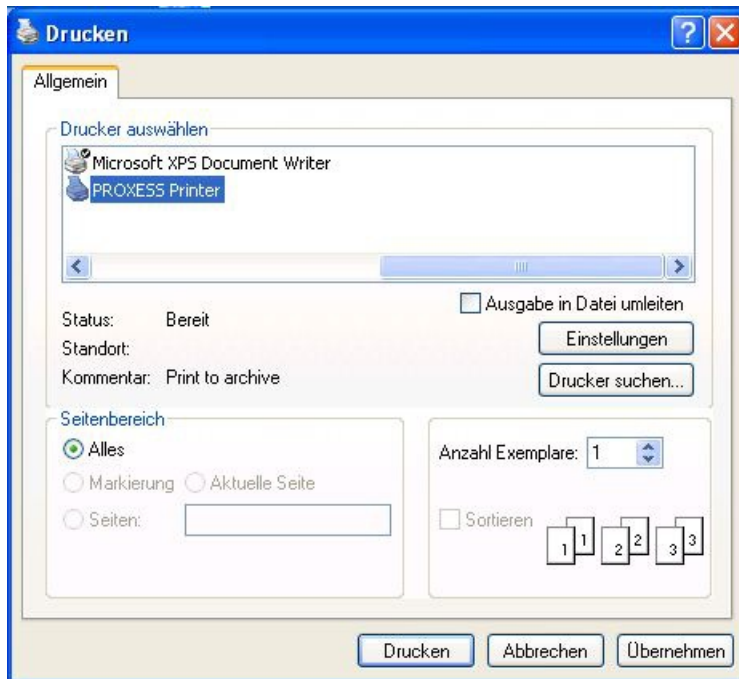 Drucken
Allgemein
Drucker auswählen
Microsoft XPS Document Writer
PROXESS Printer
Ausgabe in Datei umleiten
Status: Bereit
Einstellungen
Standort:
Kommentar: Print to archive
Drucker suchen...
Seitenbereich
Alles
Markierung Aktuelle Seite
Seiten:
Anzahl Exemplare: 1
Sortieren
1 1 2 2 3 3
Drucken Abbrechen Übernehmen